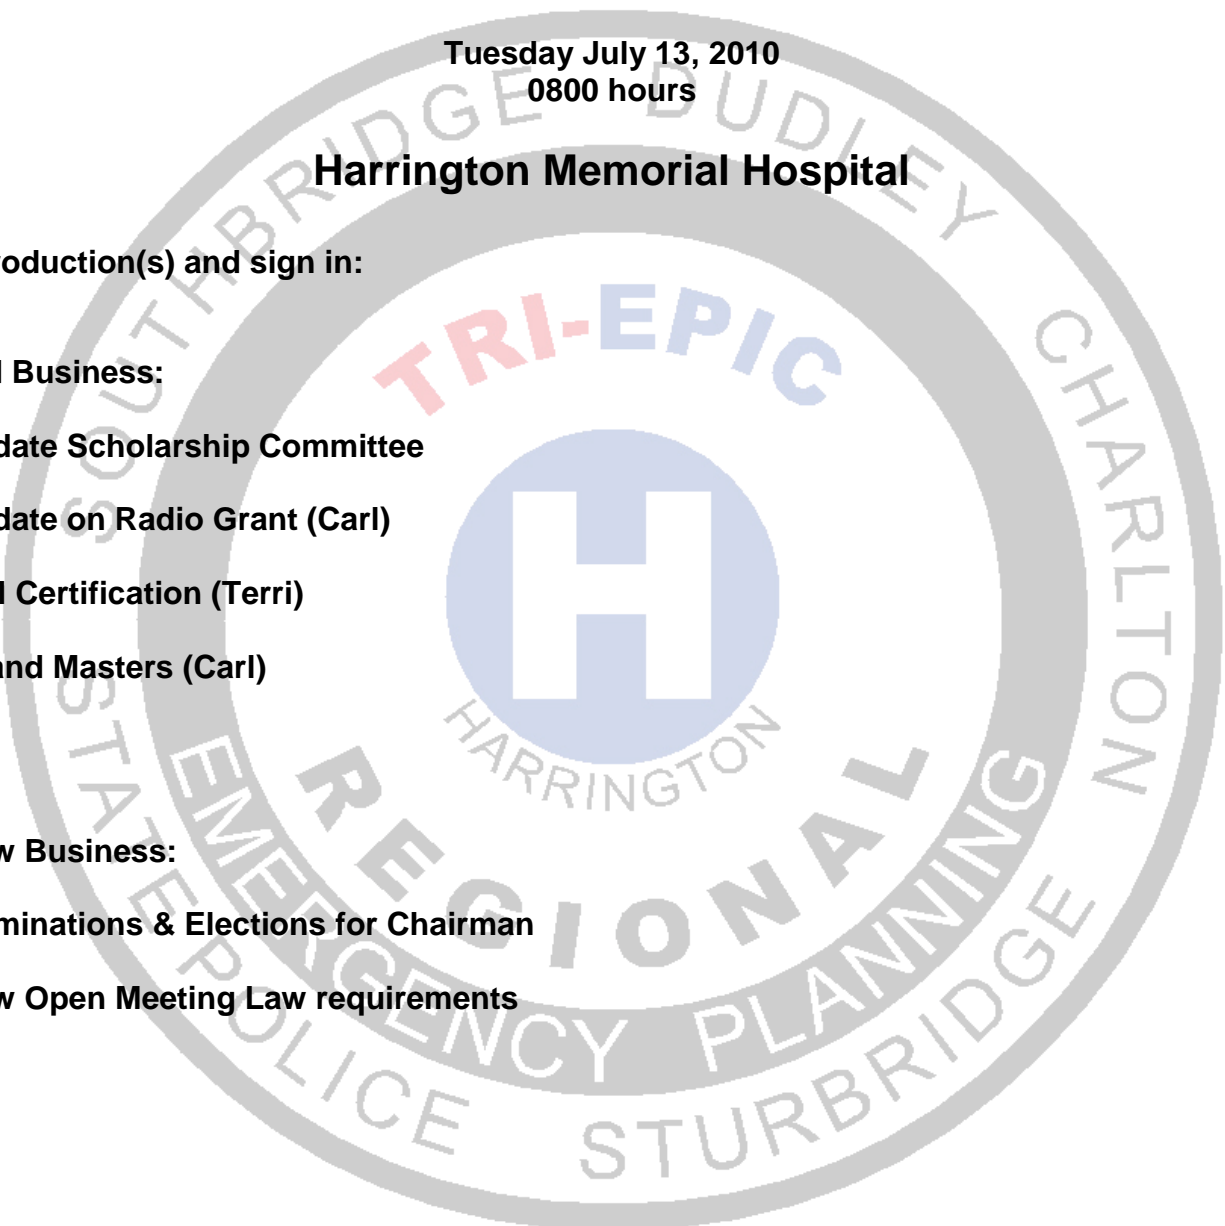 Tuesday July 13, 2010
0800 hours
Harrington Memorial Hospital
roduction(s) and sign in:
Business:
date Scholarship Committee
date on Radio Grant (Carl)
Certification (Terri)
and Masters (Carl)
w Business:
minations & Elections for Chairman
w Open Meeting Law requirements
SOUTHBRIDGE DUDLEY CHARLTON
STATE POLICE STURBRIDGE
TRI-EPIC
H
HARRINGTON
REGIONAL
EMERGENCY PLANNING